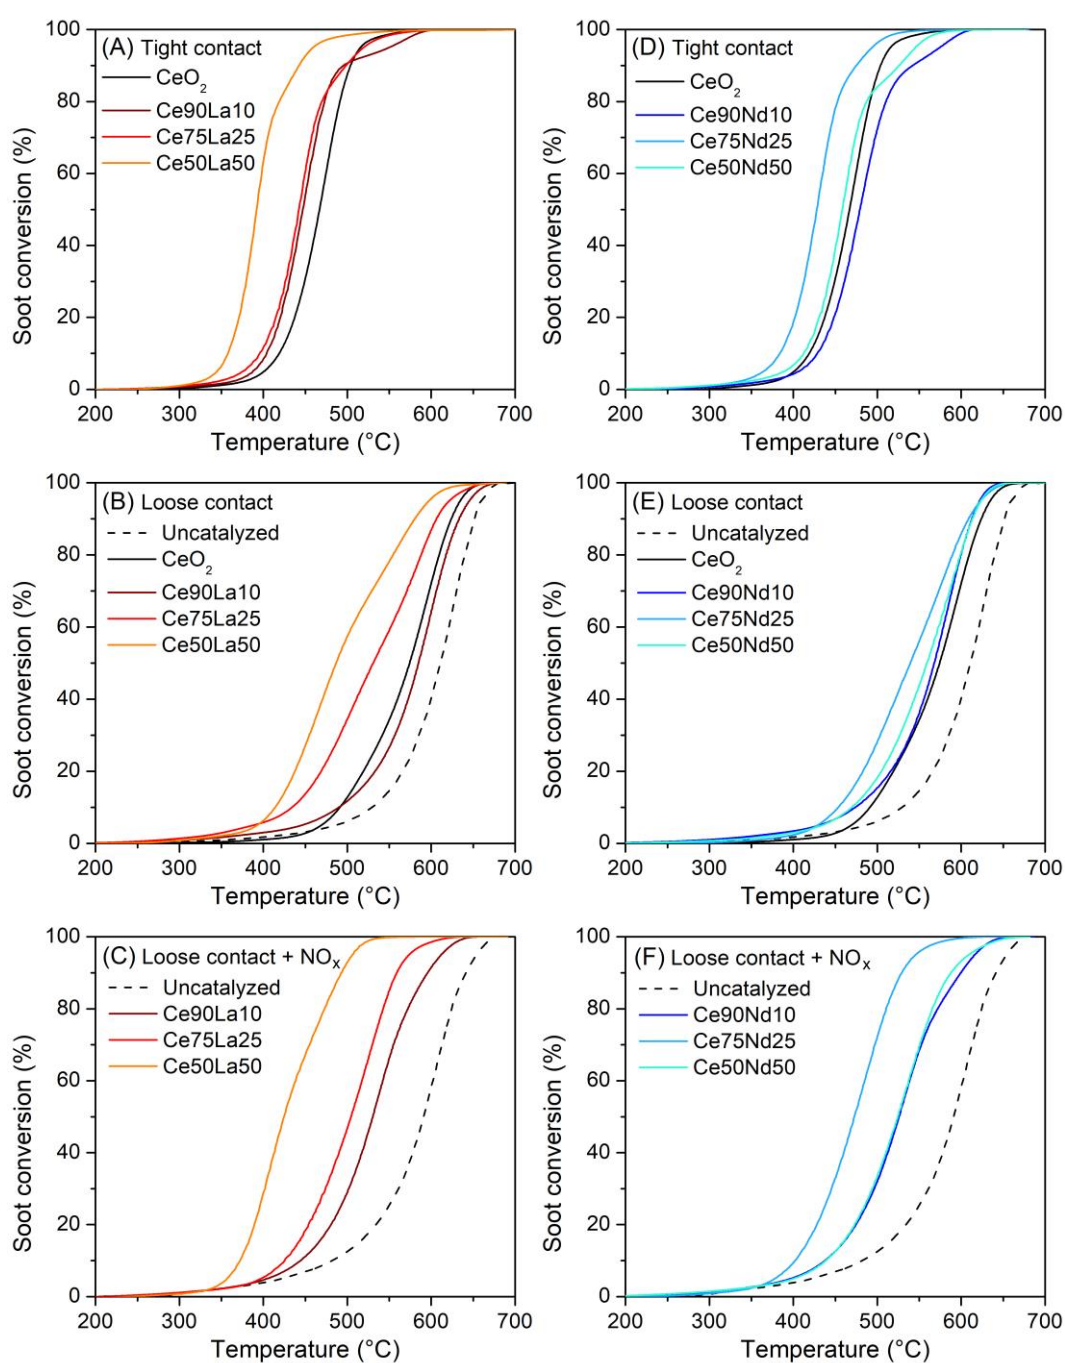 (A) Tight contact
CeO2
Ce90La10
Ce75La25
Ce50La50
100
80
60
40
20
0
Soot conversion (%)
200 300 400 500 600 700
Temperature (°C)
(D) Tight contact
CeO2
Ce90Nd10
Ce75Nd25
Ce50Nd50
100
80
60
40
20
0
Soot conversion (%)
200 300 400 500 600 700
Temperature (°C)
(B) Loose contact
Uncatalyzed
CeO2
Ce90La10
Ce75La25
Ce50La50
100
80
60
40
20
0
Soot conversion (%)
200 300 400 500 600 700
Temperature (°C)
(E) Loose contact
Uncatalyzed
CeO2
Ce90Nd10
Ce75Nd25
Ce50Nd50
100
80
60
40
20
0
Soot conversion (%)
200 300 400 500 600 700
Temperature (°C)
(C) Loose contact + NOX
Uncatalyzed
Ce90La10
Ce75La25
Ce50La50
100
80
60
40
20
0
Soot conversion (%)
200 300 400 500 600 700
Temperature (°C)
(F) Loose contact + NOX
Uncatalyzed
Ce90Nd10
Ce75Nd25
Ce50Nd50
100
80
60
40
20
0
Soot conversion (%)
200 300 400 500 600 700
Temperature (°C)